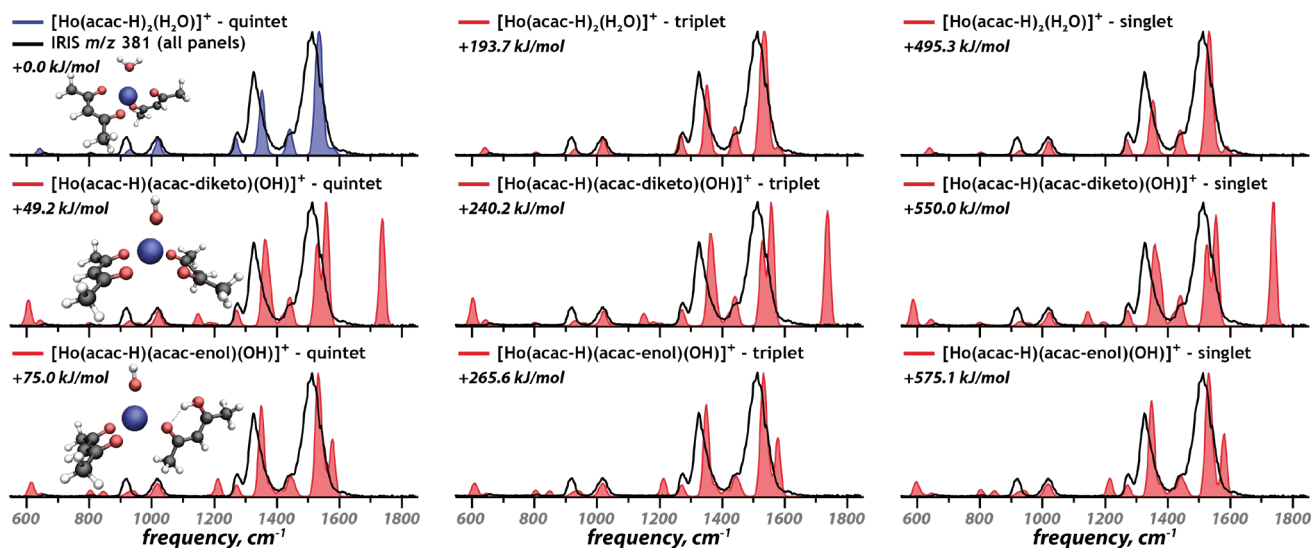 [Ho(acac-H)₂(H₂O)]⁺ - quintet
IRIS m/z 381 (all panels)
+0.0 kJ/mol
[Ho(acac-H)₂(H₂O)]⁺ - triplet
+193.7 kJ/mol
[Ho(acac-H)₂(H₂O)]⁺ - singlet
+495.3 kJ/mol
[Ho(acac-H)(acac-diketo)(OH)]⁺ - quintet
+49.2 kJ/mol
[Ho(acac-H)(acac-diketo)(OH)]⁺ - triplet
+240.2 kJ/mol
[Ho(acac-H)(acac-diketo)(OH)]⁺ - singlet
+550.0 kJ/mol
[Ho(acac-H)(acac-enol)(OH)]⁺ - quintet
+75.0 kJ/mol
[Ho(acac-H)(acac-enol)(OH)]⁺ - triplet
+265.6 kJ/mol
[Ho(acac-H)(acac-enol)(OH)]⁺ - singlet
+575.1 kJ/mol
600 800 1000 1200 1400 1600 1800
600 800 1000 1200 1400 1600 1800
600 800 1000 1200 1400 1600 1800
frequency, cm⁻¹
frequency, cm⁻¹
frequency, cm⁻¹